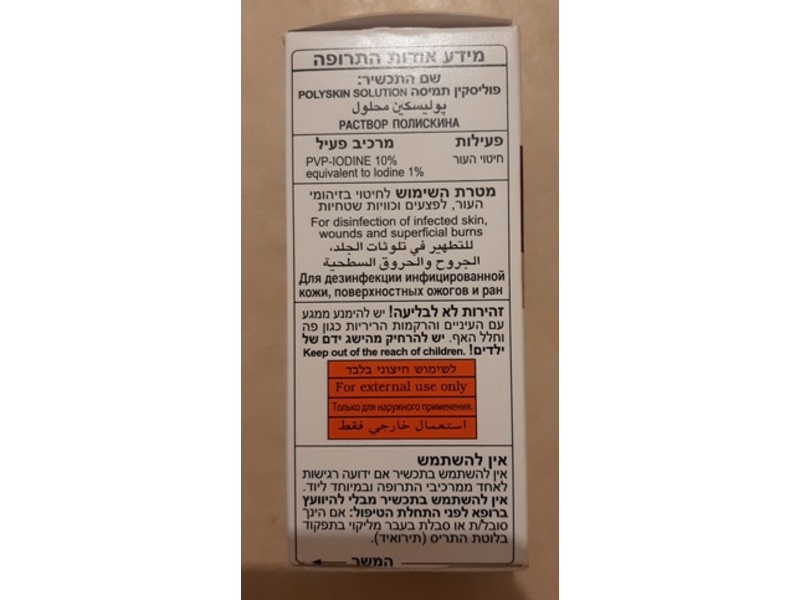 מידע אודות התרופה
שם התכשיר:
פוליסקין תמיסה POLYSKIN SOLUTION
پوليسكين محلول
РАСТВОР ПОЛИСКИНА
מרכיב פעיל פעילות
PVP-IODINE 10% חיטוי העור
equivalent to Iodine 1%
מטרת השימוש לחיטוי בזיהומי
העור, לפצעים וכוויות שטחיות
For disinfection of infected skin,
wounds and superficial burns
للتطهير في تلوثات الجلد،
الجروح والحروق السطحية
Для дезинфекции инфицированной
кожи, поверхностных ожогов и ран
זהירות לא לבליעה! יש להימנע ממגע
עם העיניים והרקמות הריריות כגון פה
וחלל האף. יש להרחיק מהישג ידם של
ילדים! Keep out of the reach of children.
לשימוש חיצוני בלבד
For external use only
Только для наружного применения.
استعمال خارجي فقط
אין להשתמש
אין להשתמש בתכשיר אם ידועה רגישות
לאחד ממרכיבי התרופה ובמיוחד ליוד.
אין להשתמש בתכשיר מבלי להיוועץ
ברופא לפני התחלת הטיפול: אם הינך
סובל/ת או סבלת בעבר מליקוי בתפקוד
בלוטת התריס (תירואיד).
המשך